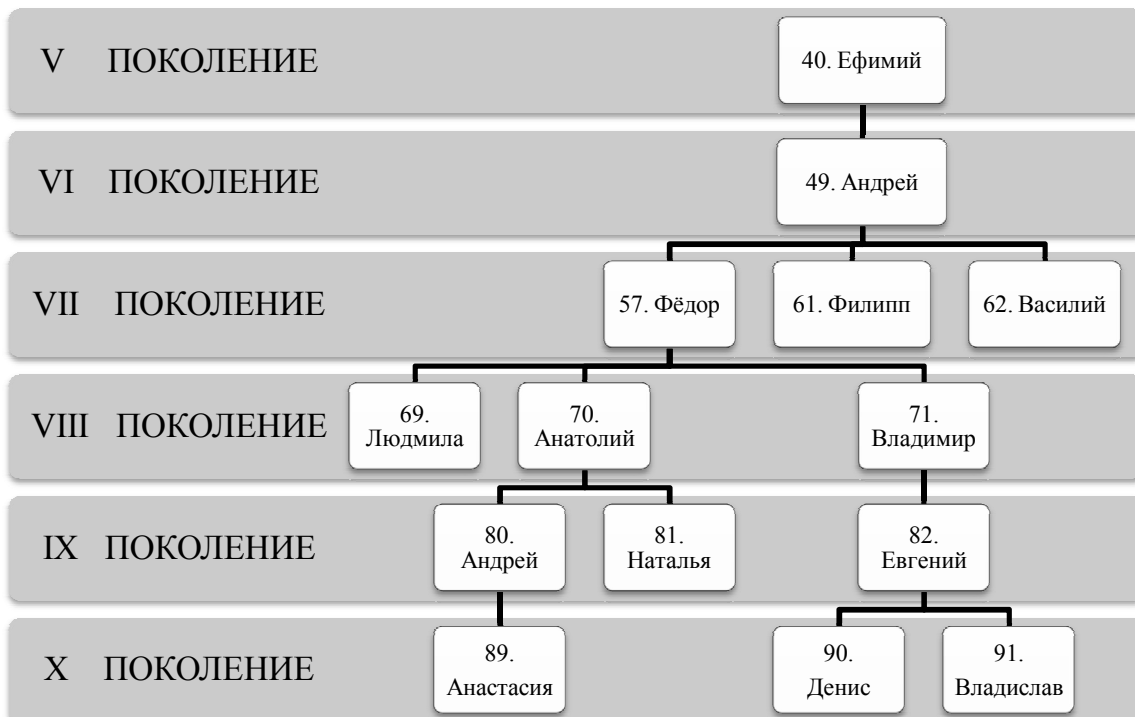 V ПОКОЛЕНИЕ
40. Ефимий
VI ПОКОЛЕНИЕ
49. Андрей
VII ПОКОЛЕНИЕ
57. Фёдор
61. Филипп
62. Василий
VIII ПОКОЛЕНИЕ
69.
Людмила
70.
Анатолий
71.
Владимир
IX ПОКОЛЕНИЕ
80.
Андрей
81.
Наталья
82.
Евгений
X ПОКОЛЕНИЕ
89.
Анастасия
90.
Денис
91.
Владислав